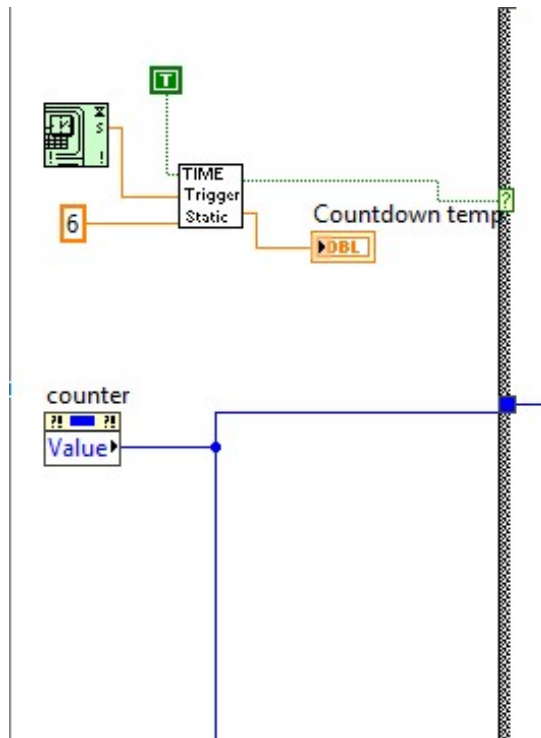 T
S
TIME
Trigger
Static
6
Countdown temp
DBL
?
counter
?! ?!
Value